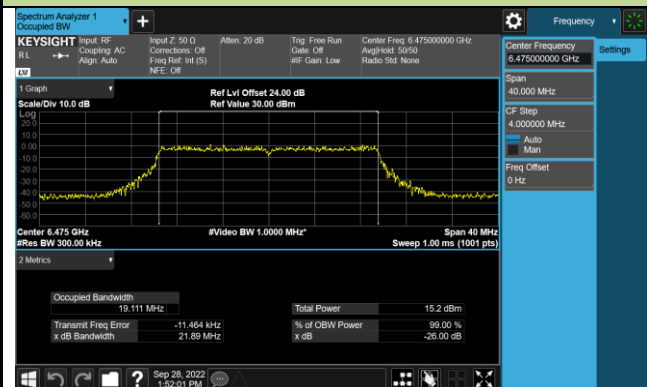 Spectrum Analyzer 1
Occupied BW
Frequency
KEYSIGHT
RL
LXI
Input: RF
Coupling: AC
Align: Auto
Input Z: 50 Ω
Corrections: Off
Freq Ref: Int (S)
NFE: Off
Atten: 20 dB
Trig: Free Run
Gate: Off
#IF Gain: Low
Center Freq: 6.475000000 GHz
Avg|Hold: 50/50
Radio Std: None
Center Frequency
6.475000000 GHz
Settings
Span
40.000 MHz
CF Step
4.000000 MHz
Auto
Man
Freq Offset
0 Hz
1 Graph
Scale/Div 10.0 dB
Ref Lvl Offset 24.00 dB
Ref Value 30.00 dBm
Log
20.0
10.0
0.00
-10.0
-20.0
-30.0
-40.0
-50.0
-60.0
Center 6.475 GHz
#Res BW 300.00 kHz
#Video BW 1.0000 MHz*
Span 40 MHz
Sweep 1.00 ms (1001 pts)
2 Metrics
Occupied Bandwidth
19.111 MHz
Total Power 15.2 dBm
Transmit Freq Error -11.464 kHz
% of OBW Power 99.00 %
x dB Bandwidth 21.89 MHz
x dB -26.00 dB
?
Sep 28, 2022
1:52:01 PM